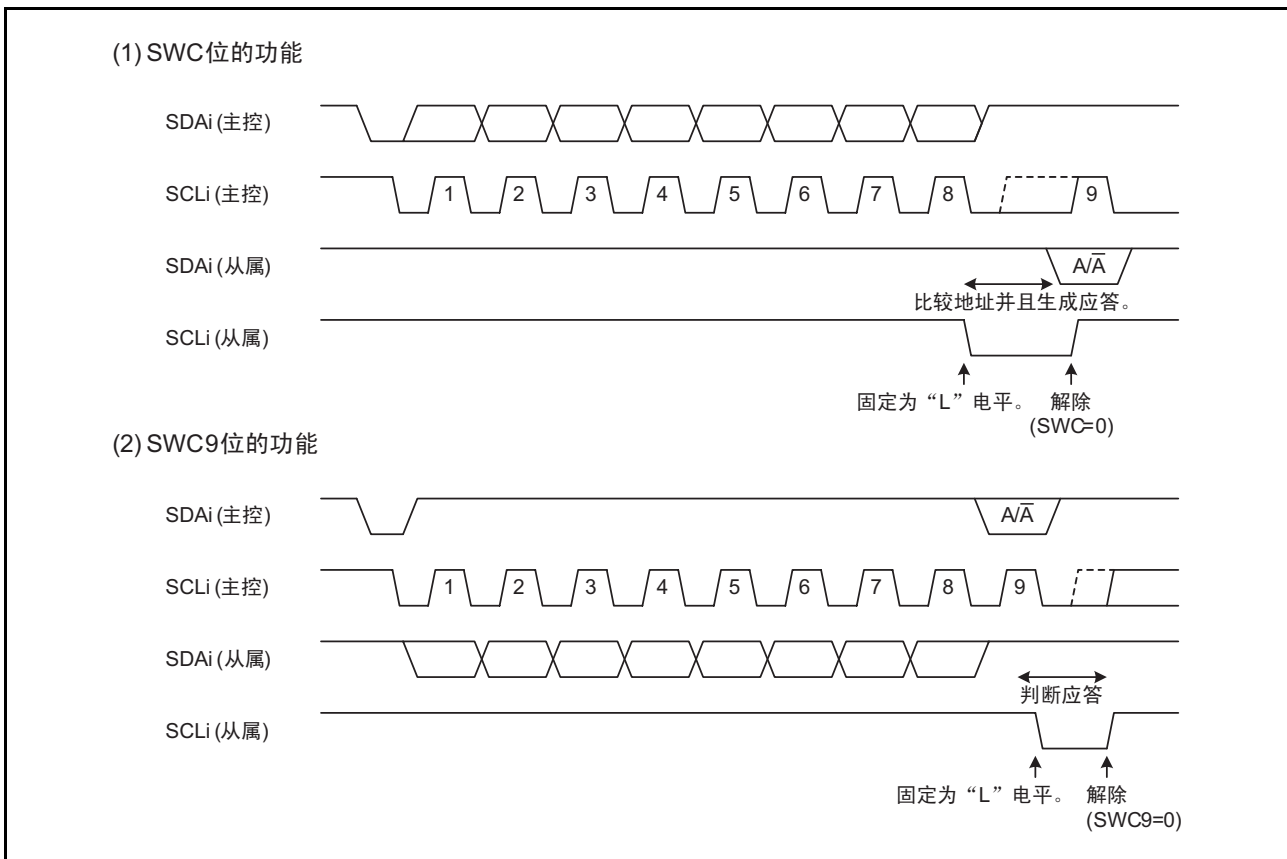 (1) SWC位的功能
SDAi (主控)
SCLi (主控)
1 2 3 4 5 6 7 8 9
SDAi (从属)
A/A̅
比较地址并且生成应答。
SCLi (从属)
固定为“L”电平。 解除
(SWC=0)
(2) SWC9位的功能
SDAi (主控)
A/A̅
SCLi (主控)
1 2 3 4 5 6 7 8 9
SDAi (从属)
判断应答
SCLi (从属)
固定为“L”电平。 解除
(SWC9=0)